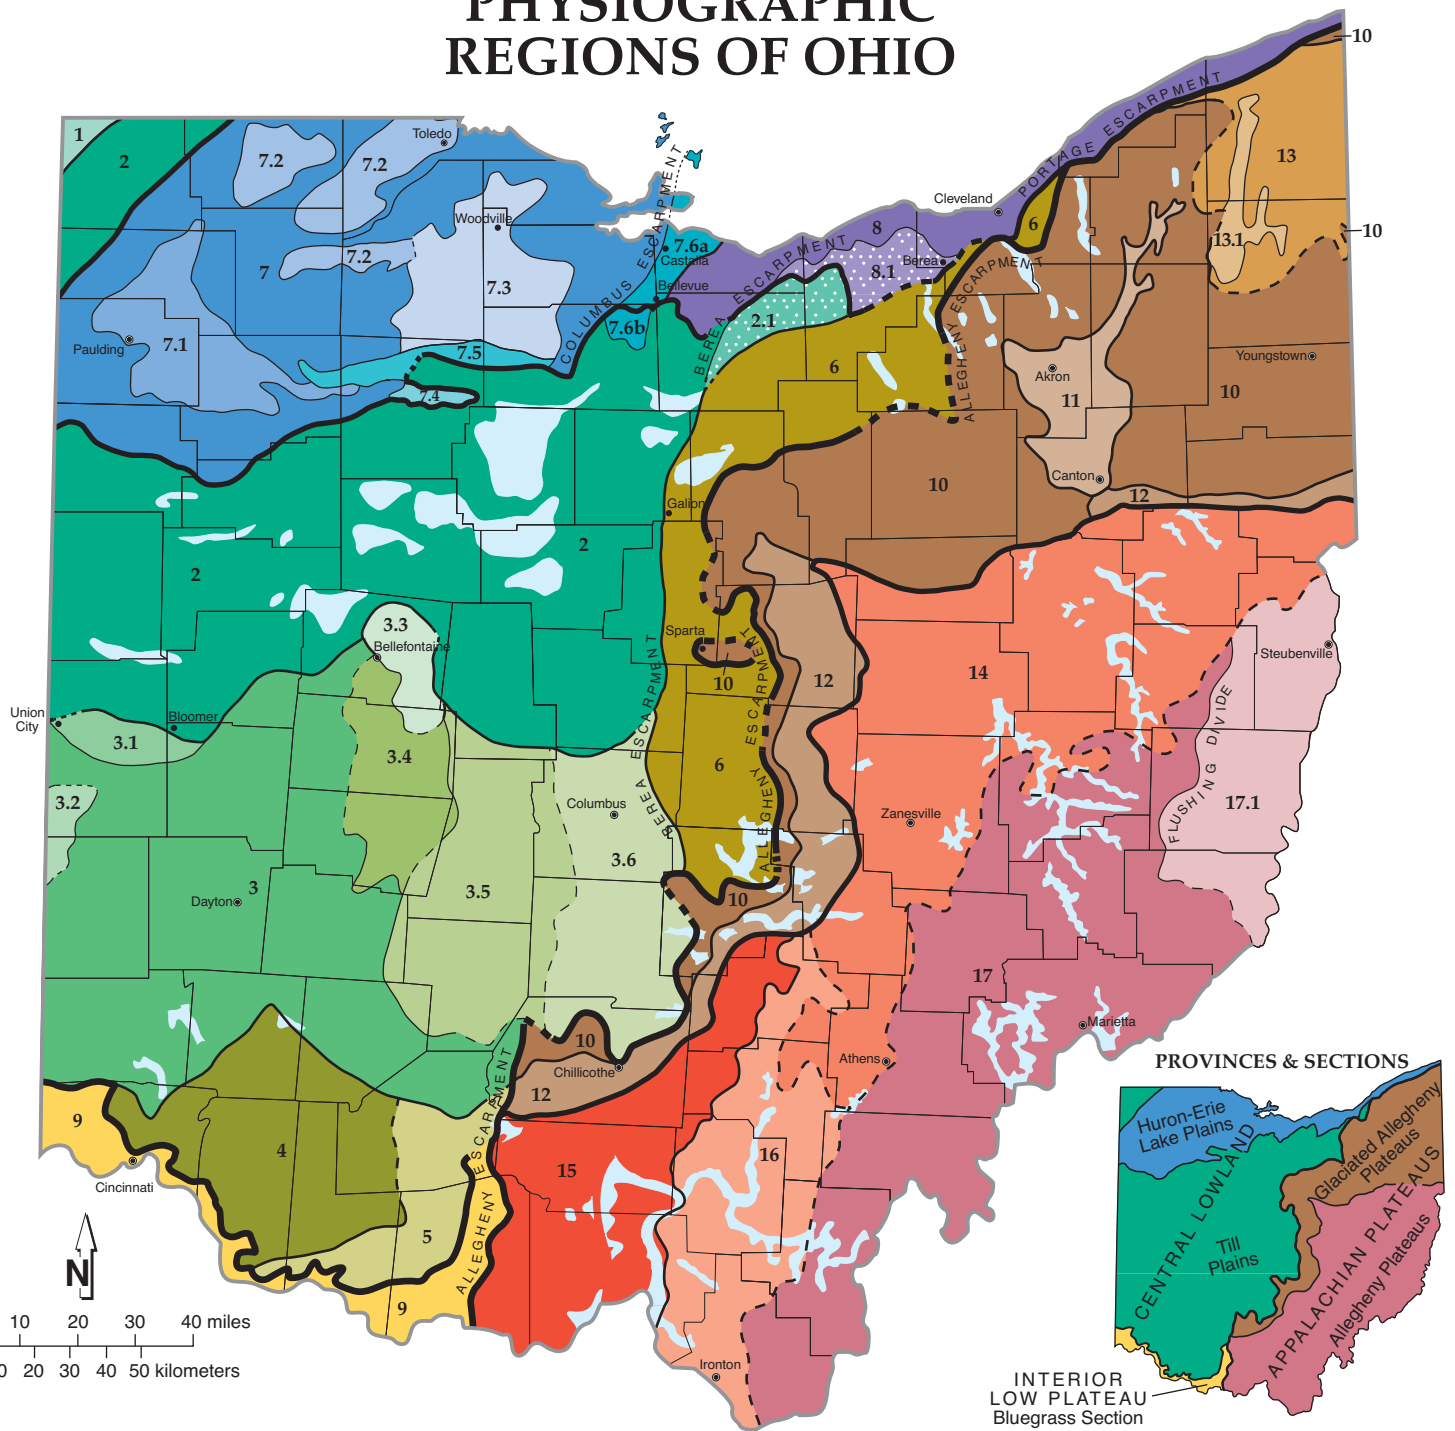 PHYSIOGRAPHIC
REGIONS OF OHIO
10
1
2
7.2
7.2
Toledo
13
PORTAGE ESCARPMENT
Cleveland
Woodville
6
8
10
7.6a
Castalia
13.1
7
7.2
7.3
COLUMBUS ESCARPMENT
Bellevue
BEREA ESCARPMENT
8.1
Berea
ALLEGHENY ESCARPMENT
Paulding
7.1
7.6b
2.1
7.5
7.4
6
Akron
11
Youngstown
10
Canton
12
10
Galion
2
2
3.3
Bellefontaine
Sparta
10
12
14
Steubenville
Union
City
Bloomer
3.1
3.4
BEREA ESCARPMENT
6
ALLEGHENY ESCARPMENT
FLUSHING DIVIDE
17.1
3.2
Columbus
Zanesville
3.6
Dayton
3
3.5
10
17
Marietta
10
Chillicothe
12
Athens
9
4
ALLEGHENY ESCARPMENT
15
16
Cincinnati
5
9
Ironton
N
10 20 30 40 miles
0 20 30 40 50 kilometers
PROVINCES & SECTIONS
Huron-Erie
Lake Plains
Glaciated Allegheny
Plateaus
CENTRAL LOWLAND
Till
Plains
APPALACHIAN PLATEAUS
Allegheny Plateaus
INTERIOR
LOW PLATEAU
Bluegrass Section